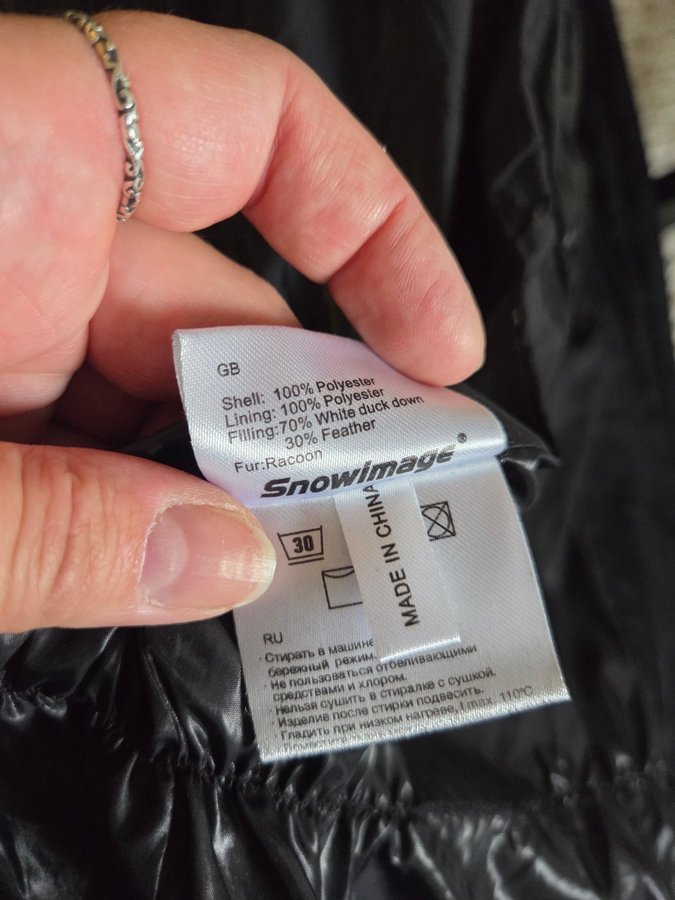 GB
Shell: 100% Polyester
Lining: 100% Polyester
Filling:70% White duck down
30% Feather
Fur:Racoon
Snowimage®
30
MADE IN CHINA
RU
· Стирать в машине
бережный режим.
· не пользоваться отбеливающими
средствами и хлором.
· нельзя сушить в стиралке с сушкой.
· Изделие после стирки подвесить.
· Гладить при низком нагреве, t max. 110°C